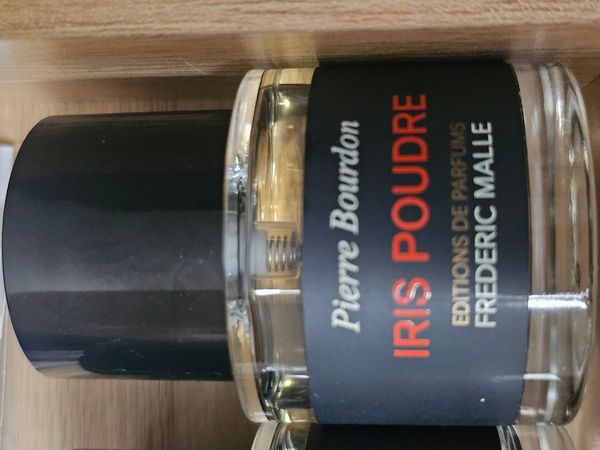 Pierre Bourdon
IRIS POUDRE
EDITIONS DE PARFUMS
FREDERIC MALLE